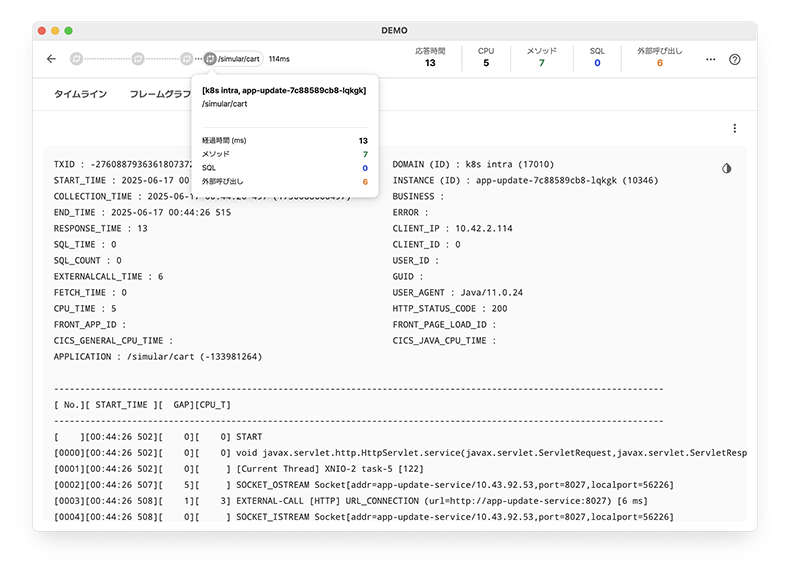 DEMO
/simular/cart 114ms
応答時間 CPU メソッド SQL 外部呼び出し
13 5 7 0 6
タイムライン フレームグラフ
[k8s intra, app-update-7c88589cb8-lqkgk]
/simular/cart
経過時間 (ms) 13
メソッド 7
SQL 0
外部呼び出し 6
TXID : -276088793636180737
START_TIME : 2025-06-17 00
COLLECTION_TIME : 2025-06-17 00:44:26 497
END_TIME : 2025-06-17 00:44:26 515
RESPONSE_TIME : 13
SQL_TIME : 0
SQL_COUNT : 0
EXTERNALCALL_TIME : 6
FETCH_TIME : 0
CPU_TIME : 5
FRONT_APP_ID :
CICS_GENERAL_CPU_TIME :
APPLICATION : /simular/cart (-133981264)
DOMAIN (ID) : k8s intra (17010)
INSTANCE (ID) : app-update-7c88589cb8-lqkgk (10346)
BUSINESS :
ERROR :
CLIENT_IP : 10.42.2.114
CLIENT_ID : 0
USER_ID :
GUID :
USER_AGENT : Java/11.0.24
HTTP_STATUS_CODE : 200
FRONT_PAGE_LOAD_ID :
CICS_JAVA_CPU_TIME :
--------------------------------------------------------------------------------
[ No.][ START_TIME ][  GAP][CPU_T]
--------------------------------------------------------------------------------
[    ][00:44:26 502][    0][    0] START
[0000][00:44:26 502][    0][    0] void javax.servlet.http.HttpServlet.service(javax.servlet.ServletRequest,javax.servlet.ServletResp
[0001][00:44:26 502][    0][     ] [Current Thread] XNIO-2 task-5 [122]
[0002][00:44:26 507][    5][     ] SOCKET_OSTREAM Socket[addr=app-update-service/10.43.92.53,port=8027,localport=56226]
[0003][00:44:26 508][    1][    3] EXTERNAL-CALL [HTTP] URL_CONNECTION (url=http://app-update-service:8027) [6 ms]
[0004][00:44:26 508][    0][     ] SOCKET_ISTREAM Socket[addr=app-update-service/10.43.92.53,port=8027,localport=56226]